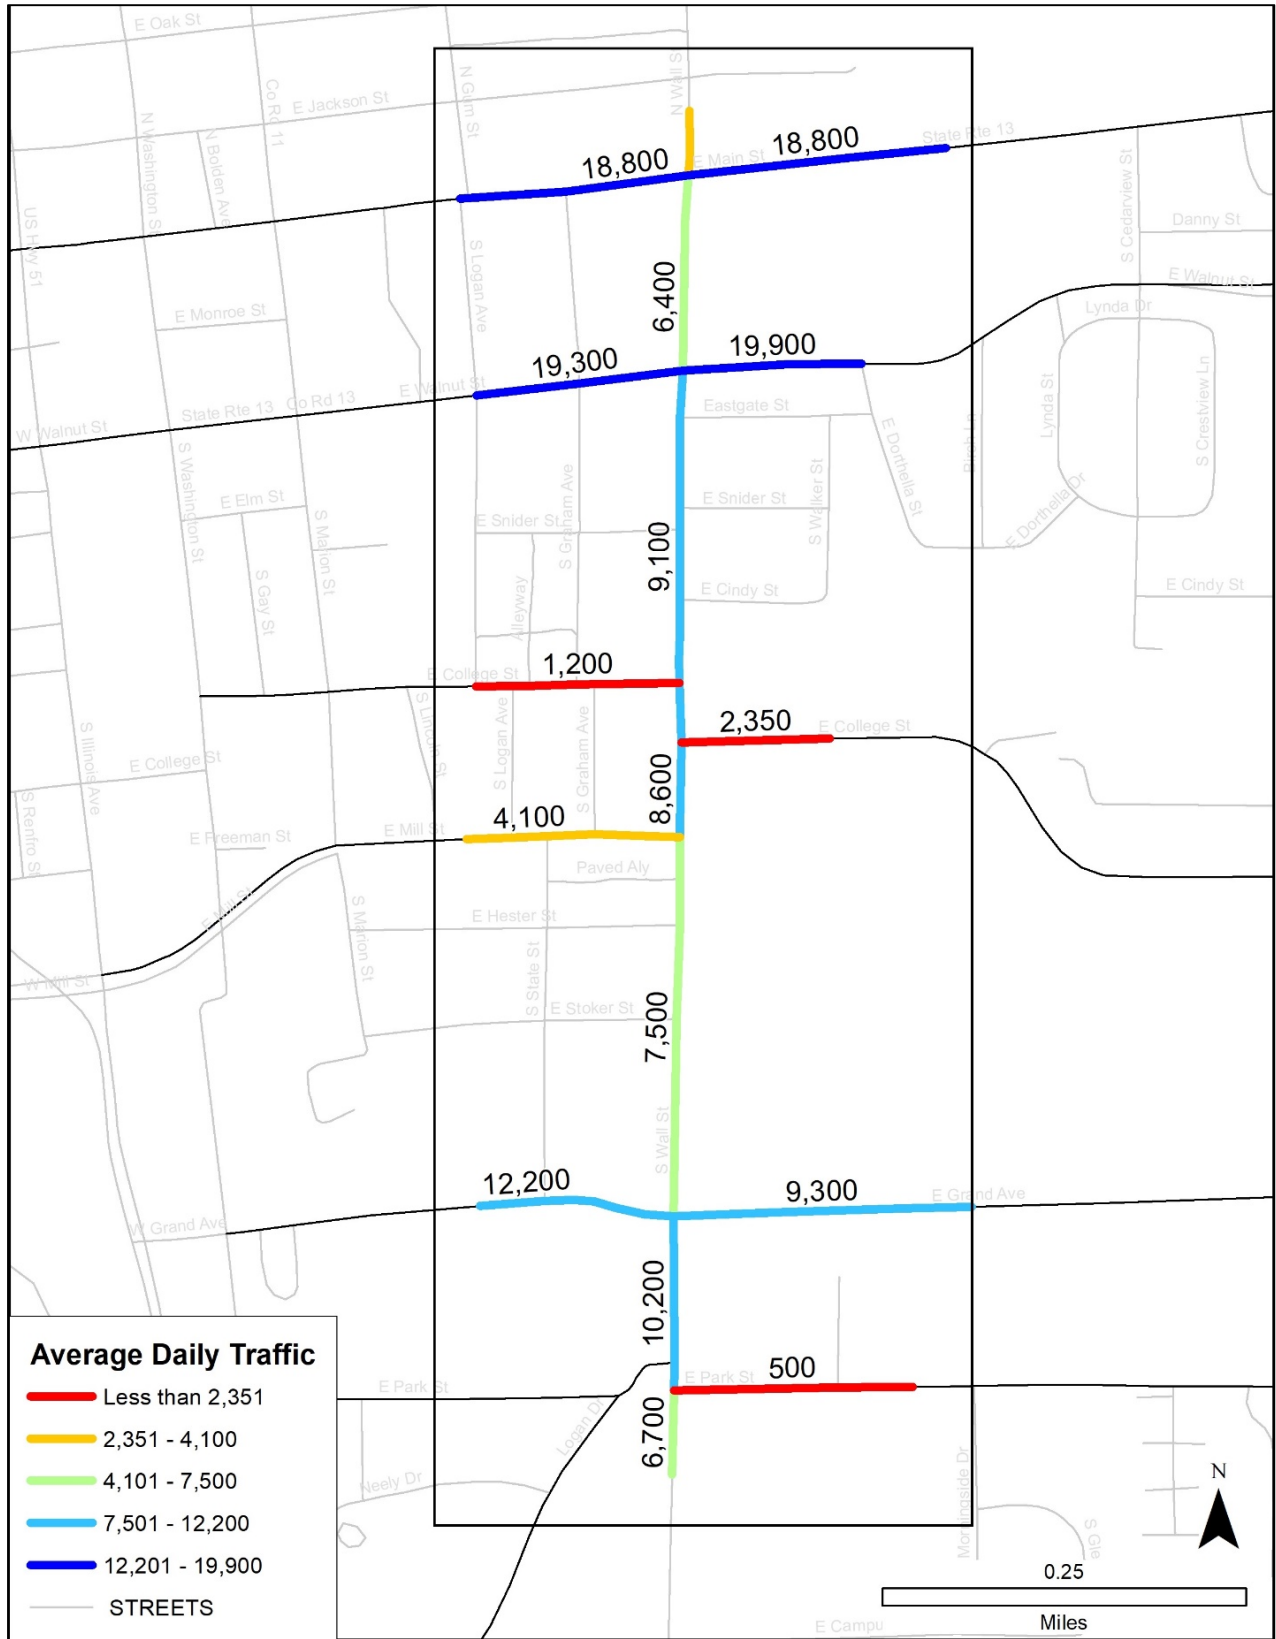 E Oak St
N Wall S
N Gum St
Co Rd 11
E Jackson St
N Washington St
N Bolden Ave
State Rte 13
18,800
18,800
E Main St
US Hwy 51
S Cedarview St
Danny St
S Logan Ave
6,400
E Walnut St
Lynda Dr
E Monroe St
19,900
19,300
E Walnut St
State Rte 13
Co Rd 13
W Walnut St
Eastgate St
Lynda St
S Crestview Ln
E Dorthella St
S Washington St
S Graham Ave
S Walker St
E Elm St
E Snider St
E Snider St
E Dorthella Dr
S Marion St
9,100
S Gay St
Alleyway
E Cindy St
E Cindy St
1,200
E College St
2,350
E College St
S Lincoln St
S Logan Ave
S Graham Ave
S Illinois Ave
E College St
8,600
4,100
E Mill St
E Freeman St
S Renfro St
Paved Aly
E Mill St
E Hester St
S Marion St
W Mill St
S State St
E Stoker St
7,500
S Wall St
12,200
9,300
E Grand Ave
W Grand Ave
10,200
500
E Park St
E Park St
6,700
Logan Dr
Neely Dr
Morningside Dr
S Gle
Average Daily Traffic
Less than 2,351
2,351 - 4,100
4,101 - 7,500
7,501 - 12,200
12,201 - 19,900
STREETS
N
0.25
Miles
E Campu